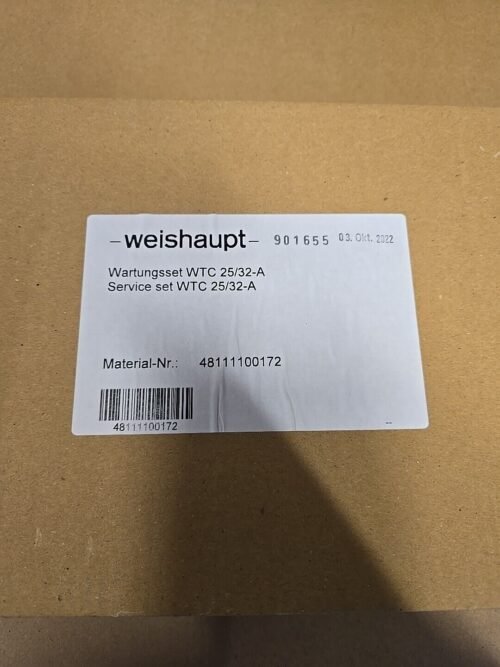 –weishaupt– 901655 03. Okt. 2022
Wartungsset WTC 25/32-A
Service set WTC 25/32-A
Material-Nr.: 48111100172
48111100172